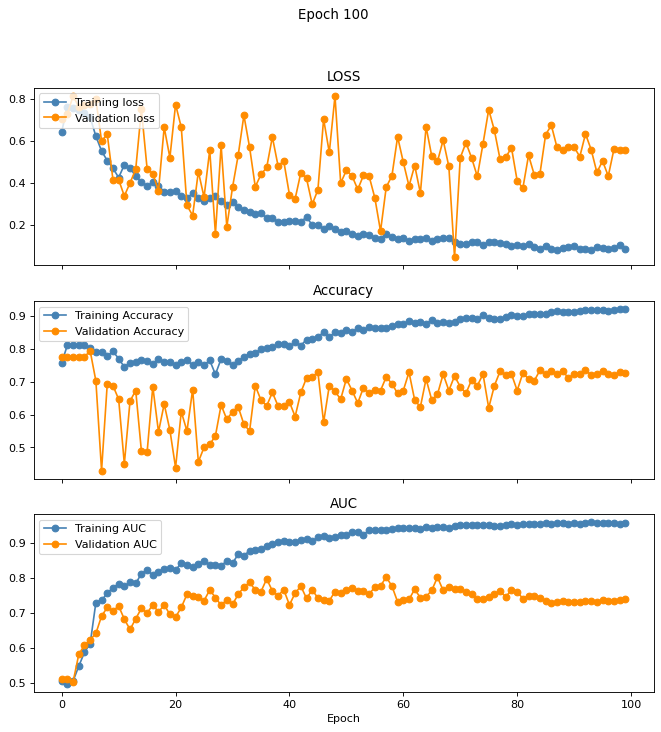 Epoch 100
LOSS
0.8
0.6
0.4
0.2
Training loss
Validation loss
Accuracy
0.9
0.8
0.7
0.6
0.5
Training Accuracy
Validation Accuracy
AUC
0.9
0.8
0.7
0.6
0.5
Training AUC
Validation AUC
0 20 40 60 80 100
Epoch